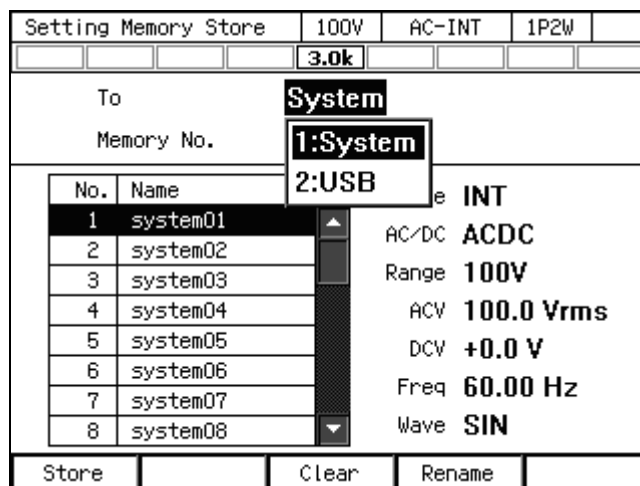 Setting Memory Store 100V AC-INT 1P2W
3.0k
To System
Memory No.
1:System
2:USB
No. Name
1 system01
2 system02
3 system03
4 system04
5 system05
6 system06
7 system07
8 system08
e INT
AC/DC ACDC
Range 100V
ACV 100.0 Vrms
DCV +0.0 V
Freq 60.00 Hz
Wave SIN
Store Clear Rename